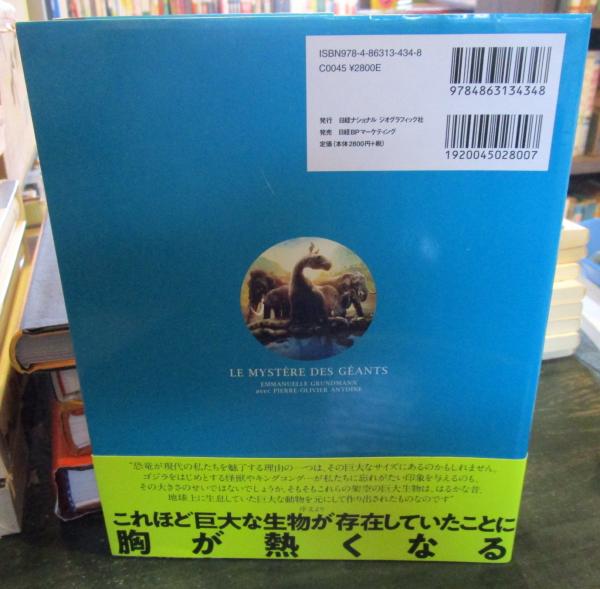 ISBN978-4-86313-434-8
C0045 ¥2800E
9784863134348
発行 日経ナショナル ジオグラフィック社
発売 日経BPマーケティング
定価(本体2800円+税)
1920045028007
LE MYSTÈRE DES GÉANTS
EMMANUELLE GRUNDMANN
avec PIERRE-OLIVIER ANTOINE
“恐竜が現代の私たちを魅了する理由の一つは、その巨大なサイズにあるのかもしれません。
ゴジラをはじめとする怪獣やキングコングーが私たちに忘れがたい印象を与えるのも、
その大きさのせいではないでしょうか。そもそもこれらの架空の巨大生物は、はるかな昔、
地球上に生息していた巨大な動物を元にして作り出されたものなのです”
序文より
これほど巨大な生物が存在していたことに
胸が熱くなる